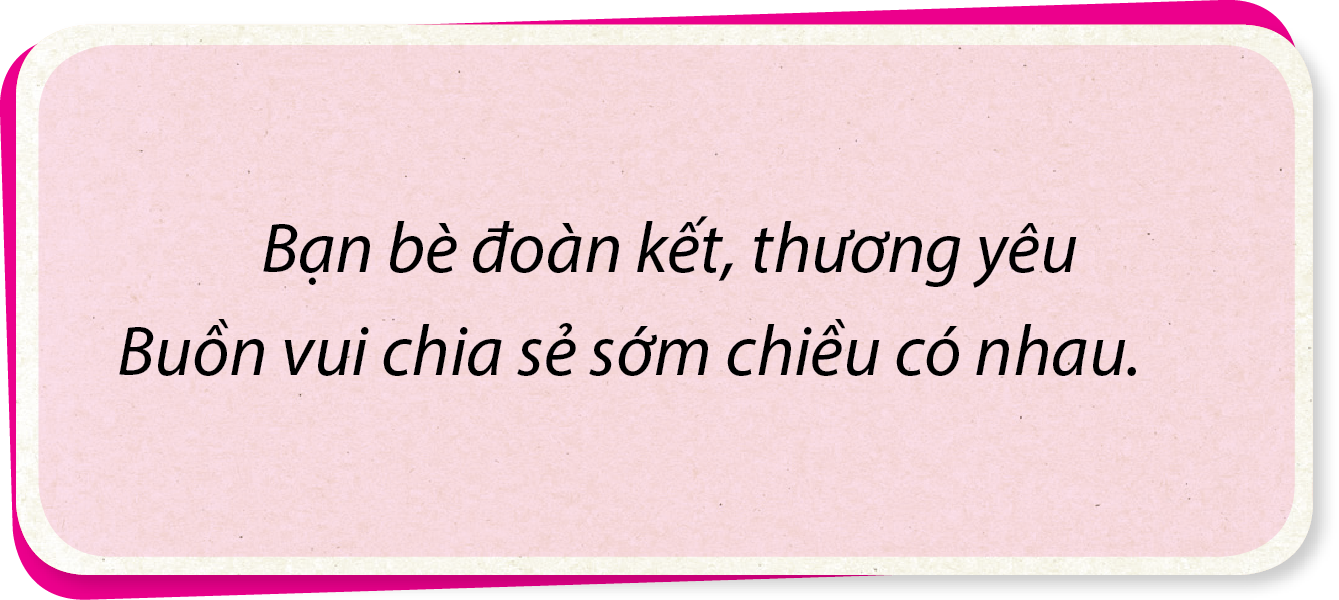 Bạn bè đoàn kết, thương yêu
Buồn vui chia sẻ sớm chiều có nhau.